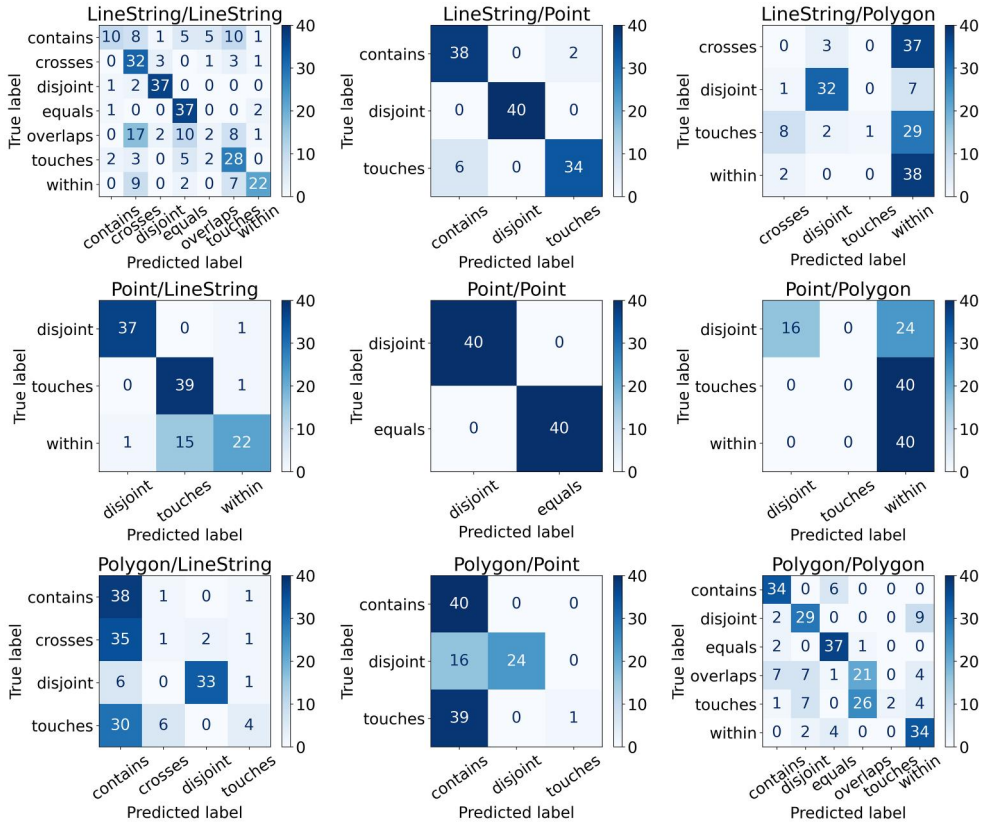 LineString/LineString
True label
contains 10 8 1 5 5 10 1
crosses 0 32 3 0 1 3 1
disjoint 1 2 37 0 0 0 0
equals 1 0 0 37 0 0 2
overlaps 0 17 2 10 2 8 1
touches 2 3 0 5 2 28 0
within 0 9 0 2 0 7 22
contains crosses disjoint equals overlaps touches within
Predicted label
40
30
20
10
0
LineString/Point
True label
contains 38 0 2
disjoint 0 40 0
touches 6 0 34
contains disjoint touches
Predicted label
40
30
20
10
0
LineString/Polygon
True label
crosses 0 3 0 37
disjoint 1 32 0 7
touches 8 2 1 29
within 2 0 0 38
crosses disjoint touches within
Predicted label
40
30
20
10
0
Point/LineString
True label
disjoint 37 0 1
touches 0 39 1
within 1 15 22
disjoint touches within
Predicted label
40
30
20
10
0
Point/Point
True label
disjoint 40 0
equals 0 40
disjoint equals
Predicted label
40
30
20
10
0
Point/Polygon
True label
disjoint 16 0 24
touches 0 0 40
within 0 0 40
disjoint touches within
Predicted label
40
30
20
10
0
Polygon/LineString
True label
contains 38 1 0 1
crosses 35 1 2 1
disjoint 6 0 33 1
touches 30 6 0 4
contains crosses disjoint touches
Predicted label
40
30
20
10
0
Polygon/Point
True label
contains 40 0 0
disjoint 16 24 0
touches 39 0 1
contains disjoint touches
Predicted label
40
30
20
10
0
Polygon/Polygon
True label
contains 34 0 6 0 0 0
disjoint 2 29 0 0 0 9
equals 2 0 37 1 0 0
overlaps 7 7 1 21 0 4
touches 1 7 0 26 2 4
within 0 2 4 0 0 34
contains disjoint equals overlaps touches within
Predicted label
40
30
20
10
0